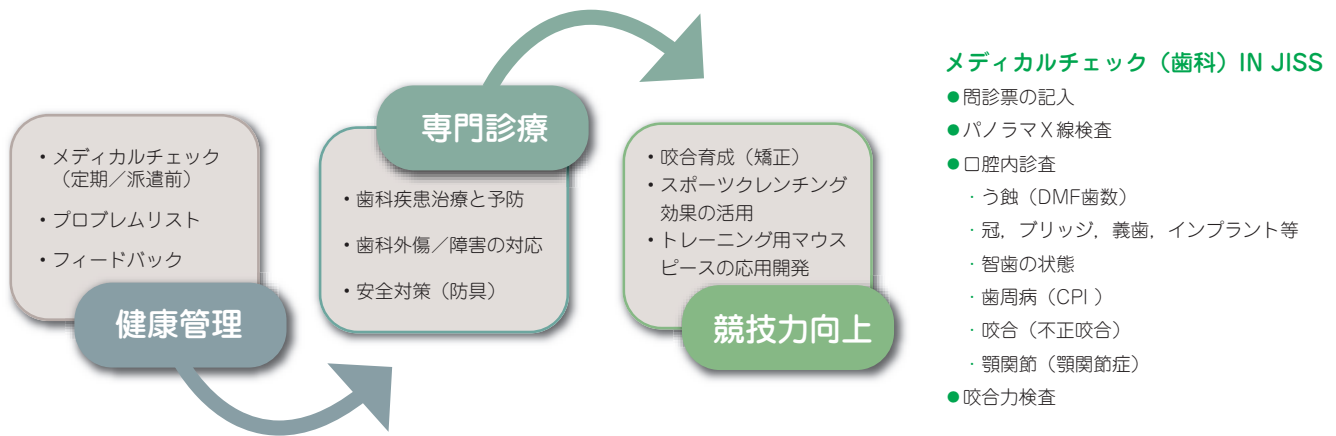 ・メディカルチェック
（定期／派遣前）
・プロブレムリスト
・フィードバック
健康管理
専門診療
・歯科疾患治療と予防
・歯科外傷／障害の対応
・安全対策（防具）
・咬合育成（矯正）
・スポーツクレンチング
効果の活用
・トレーニング用マウス
ピースの応用開発
競技力向上
メディカルチェック（歯科）IN JISS
●問診票の記入
●パノラマX線検査
●口腔内診査
・う蝕（DMF歯数）
・冠，ブリッジ，義歯，インプラント等
・智歯の状態
・歯周病（CPI ）
・咬合（不正咬合）
・顎関節（顎関節症）
●咬合力検査